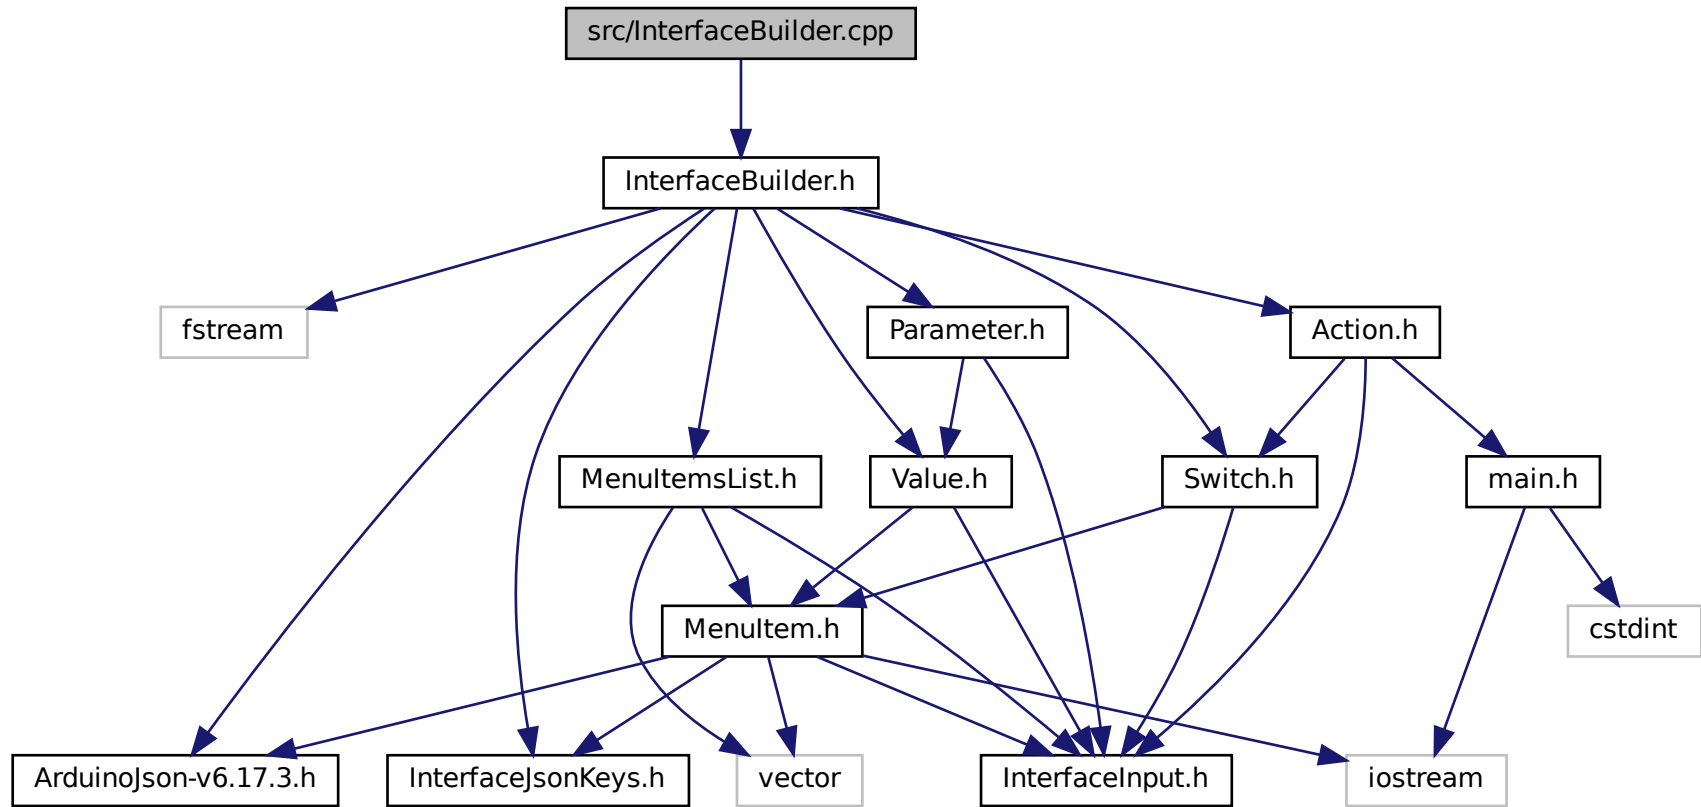 src/InterfaceBuilder.cpp
InterfaceBuilder.h
fstream
Parameter.h
Action.h
MenuItemsList.h
Value.h
Switch.h
main.h
MenuItem.h
cstdint
ArduinoJson-v6.17.3.h
InterfaceJsonKeys.h
vector
InterfaceInput.h
iostream